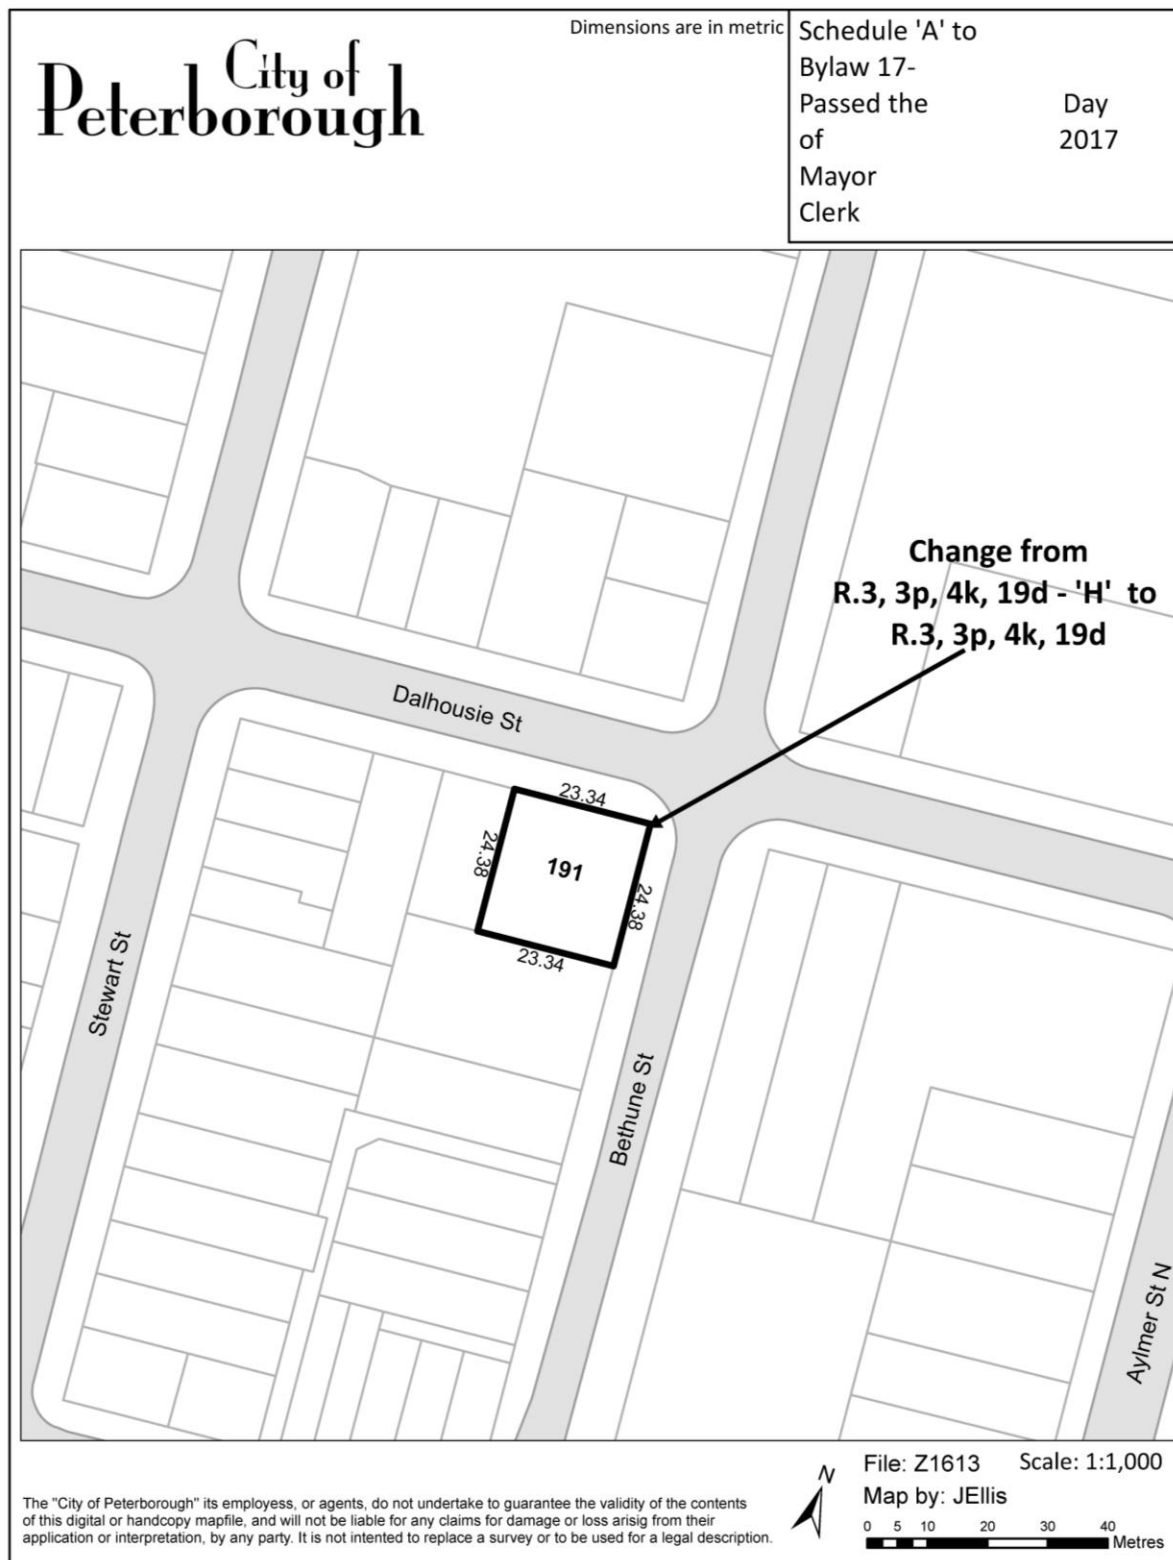 City of
Peterborough
Dimensions are in metric
Schedule 'A' to
Bylaw 17-
Passed the Day
of 2017
Mayor
Clerk
Change from
R.3, 3p, 4k, 19d - 'H' to
R.3, 3p, 4k, 19d
Dalhousie St
23.34
24.38
191
24.38
23.34
Stewart St
Bethune St
Aylmer St N
The "City of Peterborough" its employess, or agents, do not undertake to guarantee the validity of the contents
of this digital or handcopy mapfile, and will not be liable for any claims for damage or loss arisig from their
application or interpretation, by any party. It is not intended to replace a survey or to be used for a legal description.
N
File: Z1613 Scale: 1:1,000
Map by: JEllis
0 5 10 20 30 40
Metres